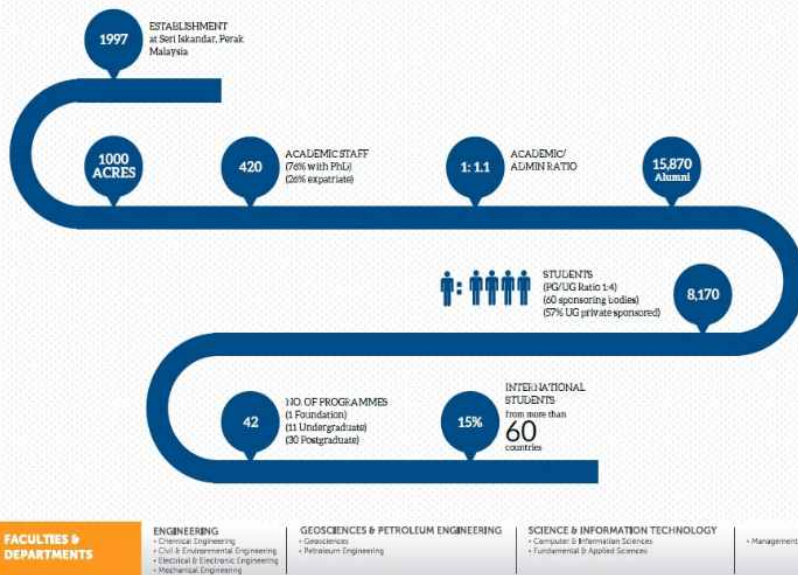 1997
ESTABLISHMENT
at Seri Iskandar, Perak
Malaysia
1000
ACRES
420
ACADEMIC STAFF
(76% with PhD)
(26% expatriate)
1: 1.1
ACADEMIC/
ADMIN RATIO
15,870
Alumni
:
STUDENTS
(PG/UG Ratio 1:4)
(60 sponsoring bodies)
(57% UG private sponsored)
8,170
42
NO. OF PROGRAMMES
(1 Foundation)
(11 Undergraduate)
(30 Postgraduate)
15%
INTERNATIONAL
STUDENTS
from more than
60
countries
FACULTIES &
DEPARTMENTS
ENGINEERING
• Chemical Engineering
• Civil & Environmental Engineering
• Electrical & Electronic Engineering
• Mechanical Engineering
GEOSCIENCES & PETROLEUM ENGINEERING
• Geosciences
• Petroleum Engineering
SCIENCE & INFORMATION TECHNOLOGY
• Computer & Information Sciences
• Fundamental & Applied Sciences
• Management